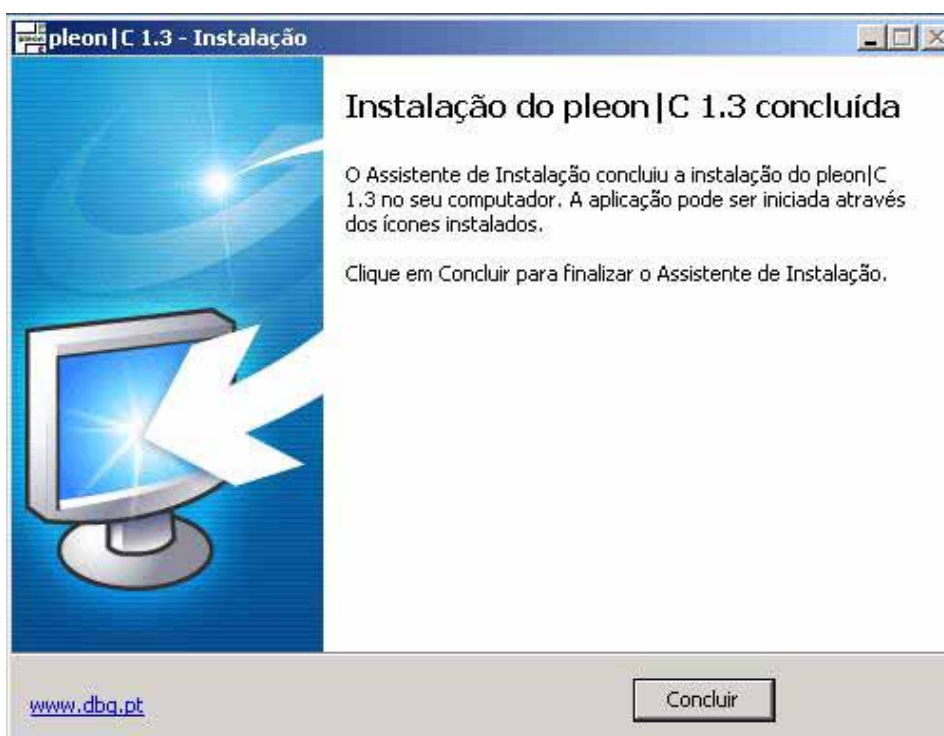 pleon|C 1.3 - Instalação
Instalação do pleon|C 1.3 concluída
O Assistente de Instalação concluiu a instalação do pleon|C
1.3 no seu computador. A aplicação pode ser iniciada através
dos ícones instalados.
Clique em Concluir para finalizar o Assistente de Instalação.
www.dbq.pt
Concluir